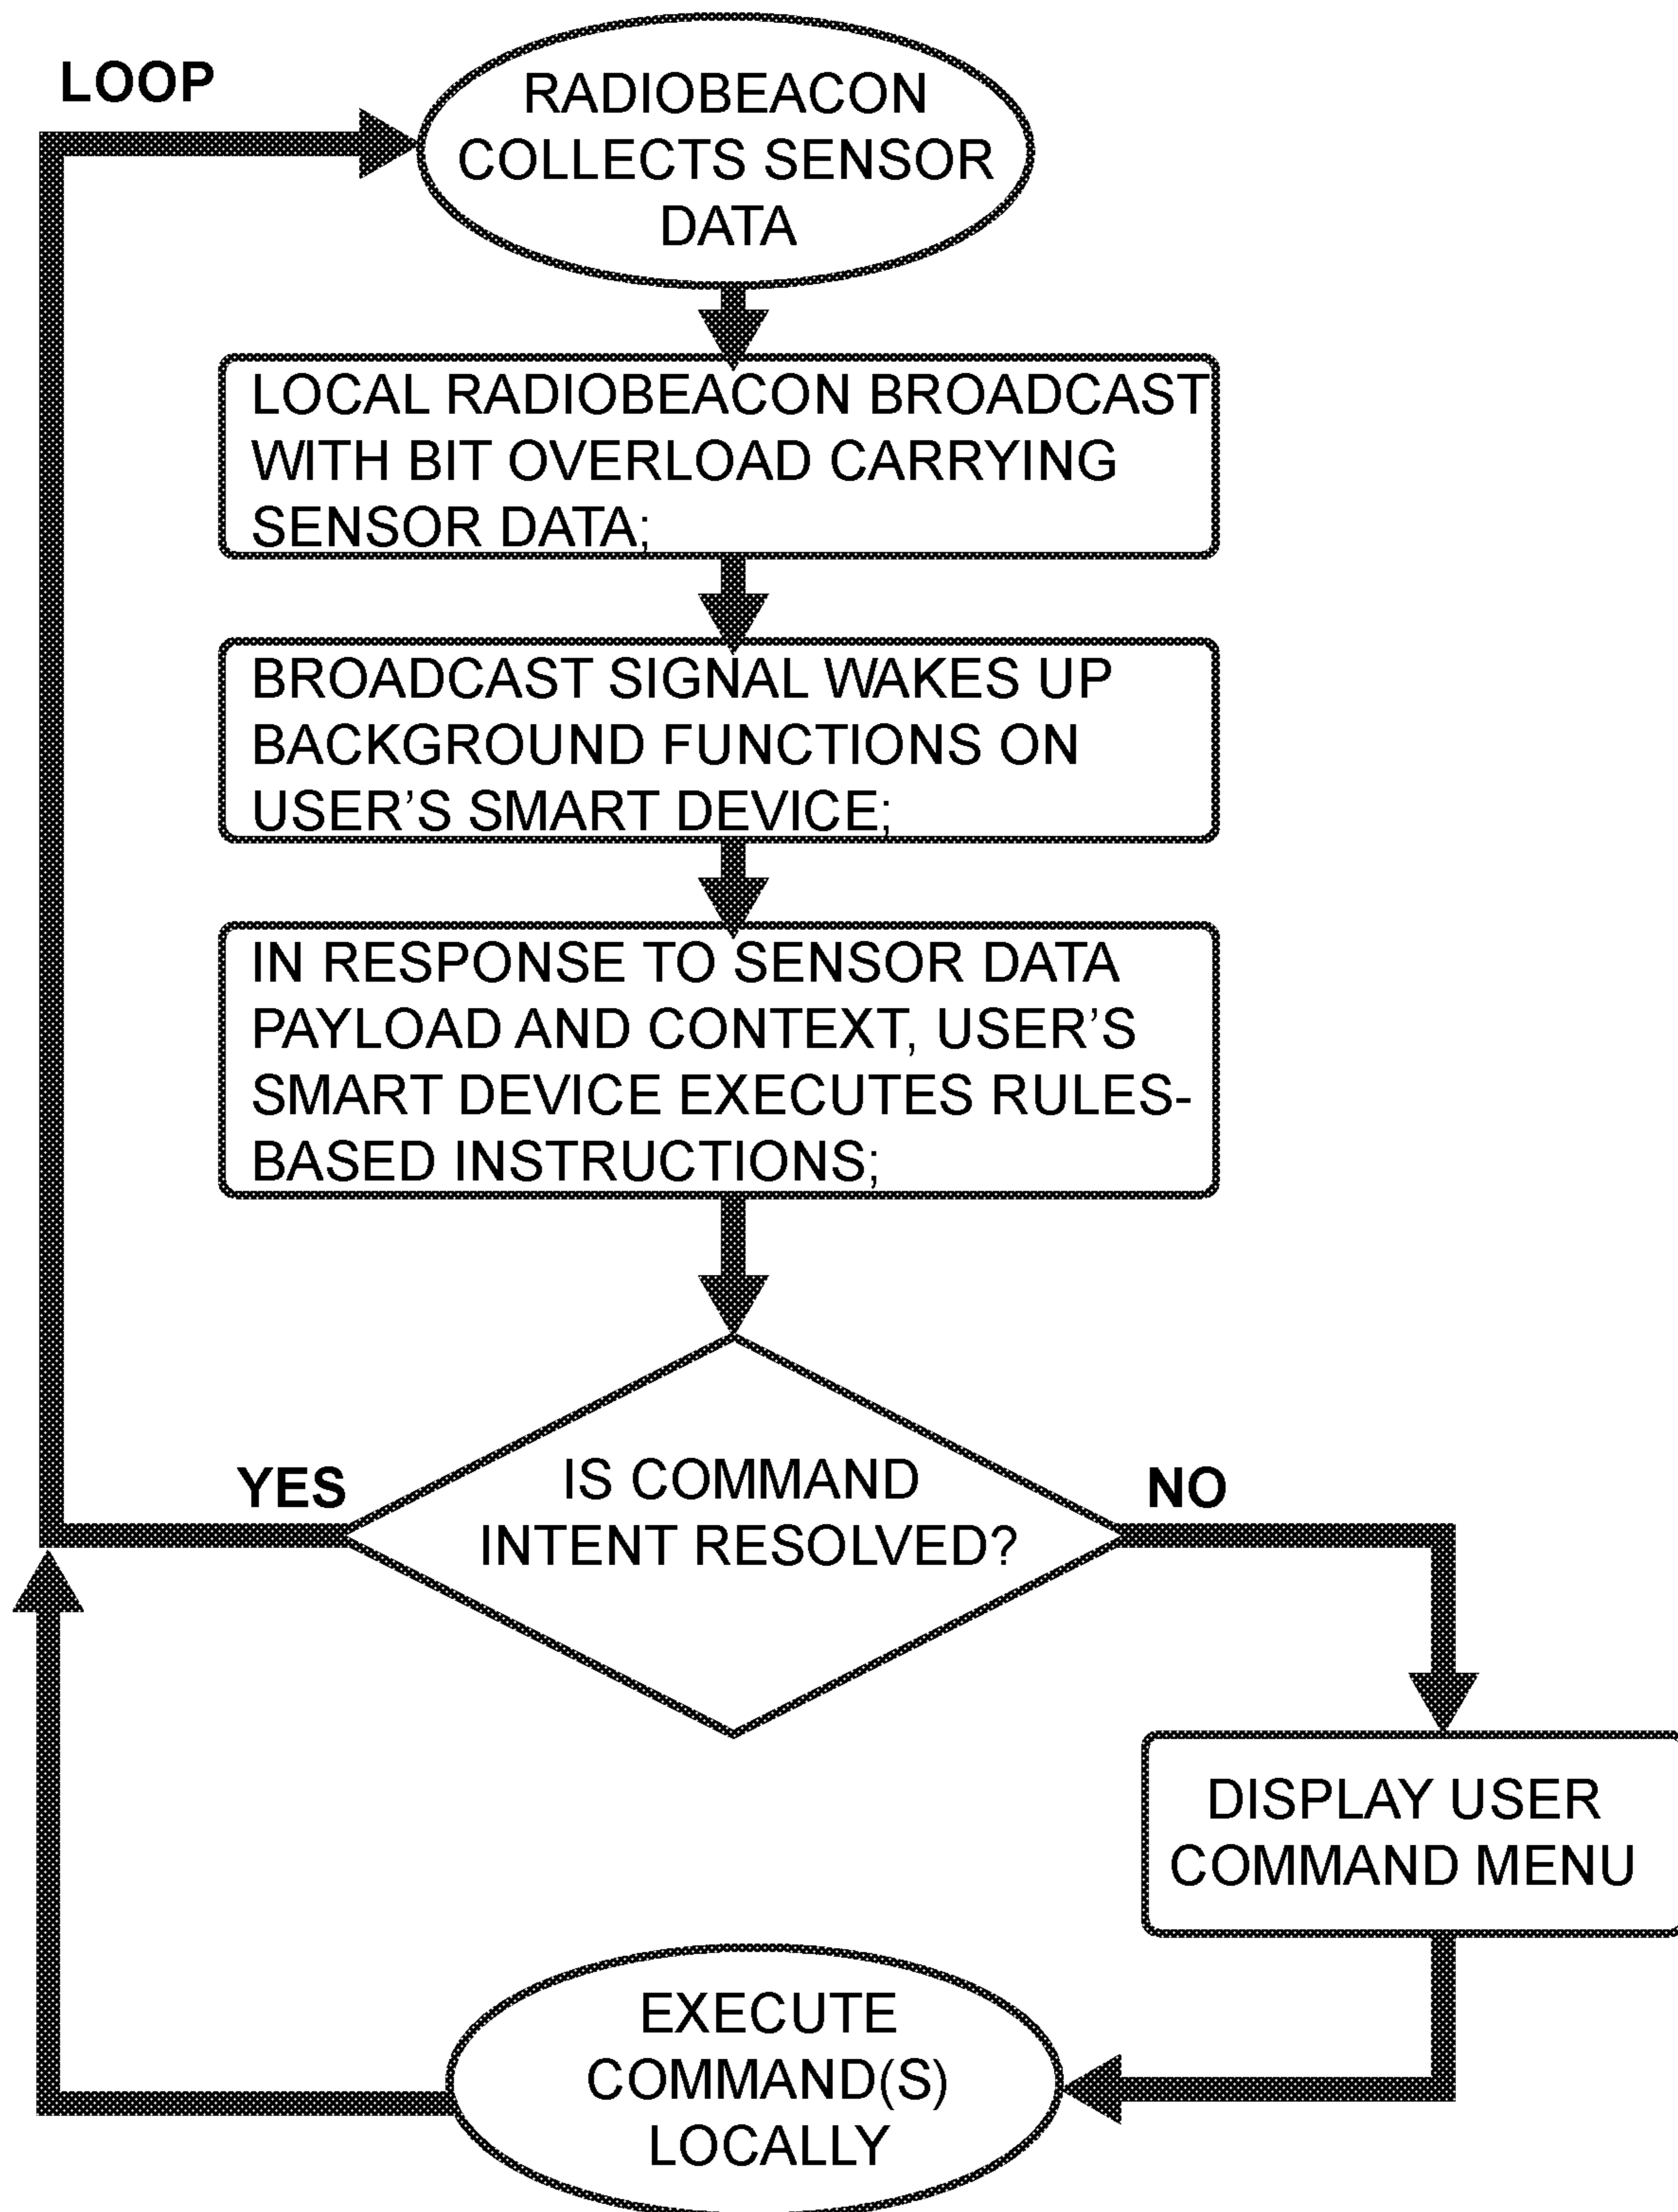 LOOP
RADIOBEACON
COLLECTS SENSOR
DATA
LOCAL RADIOBEACON BROADCAST
WITH BIT OVERLOAD CARRYING
SENSOR DATA;
BROADCAST SIGNAL WAKES UP
BACKGROUND FUNCTIONS ON
USER’S SMART DEVICE;
IN RESPONSE TO SENSOR DATA
PAYLOAD AND CONTEXT, USER’S
SMART DEVICE EXECUTES RULES-
BASED INSTRUCTIONS;
YES
IS COMMAND
INTENT RESOLVED?
NO
DISPLAY USER
COMMAND MENU
EXECUTE
COMMAND(S)
LOCALLY